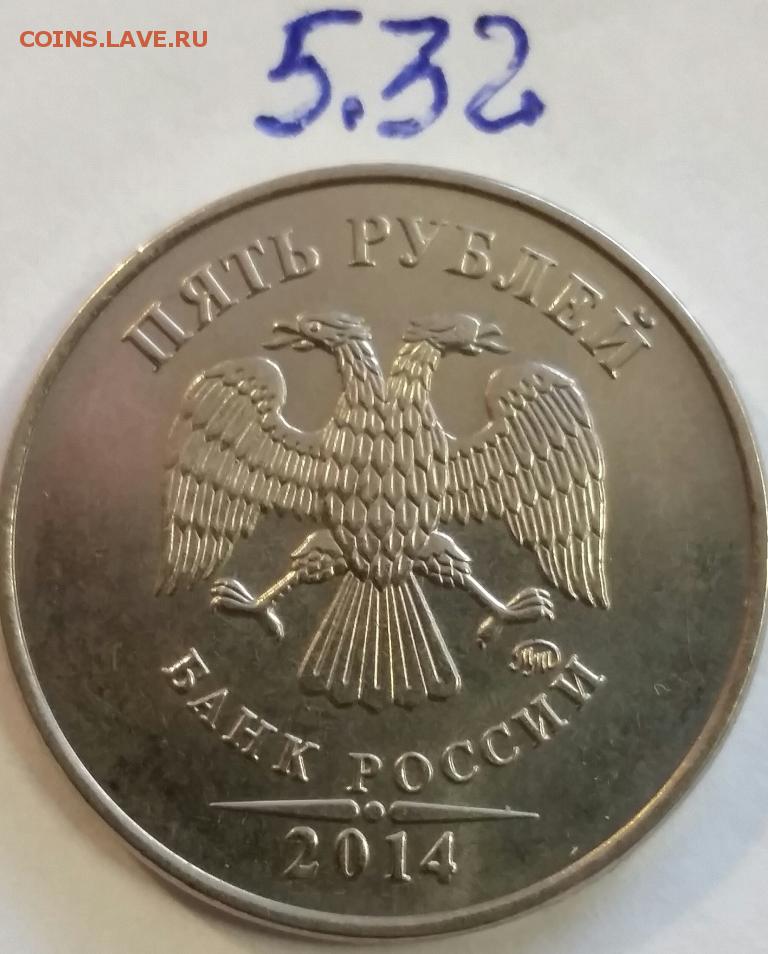 COINS.LAVE.RU
5.32
ПЯТЬ РУБЛЕЙ
ММД
БАНК РОССИИ
2014